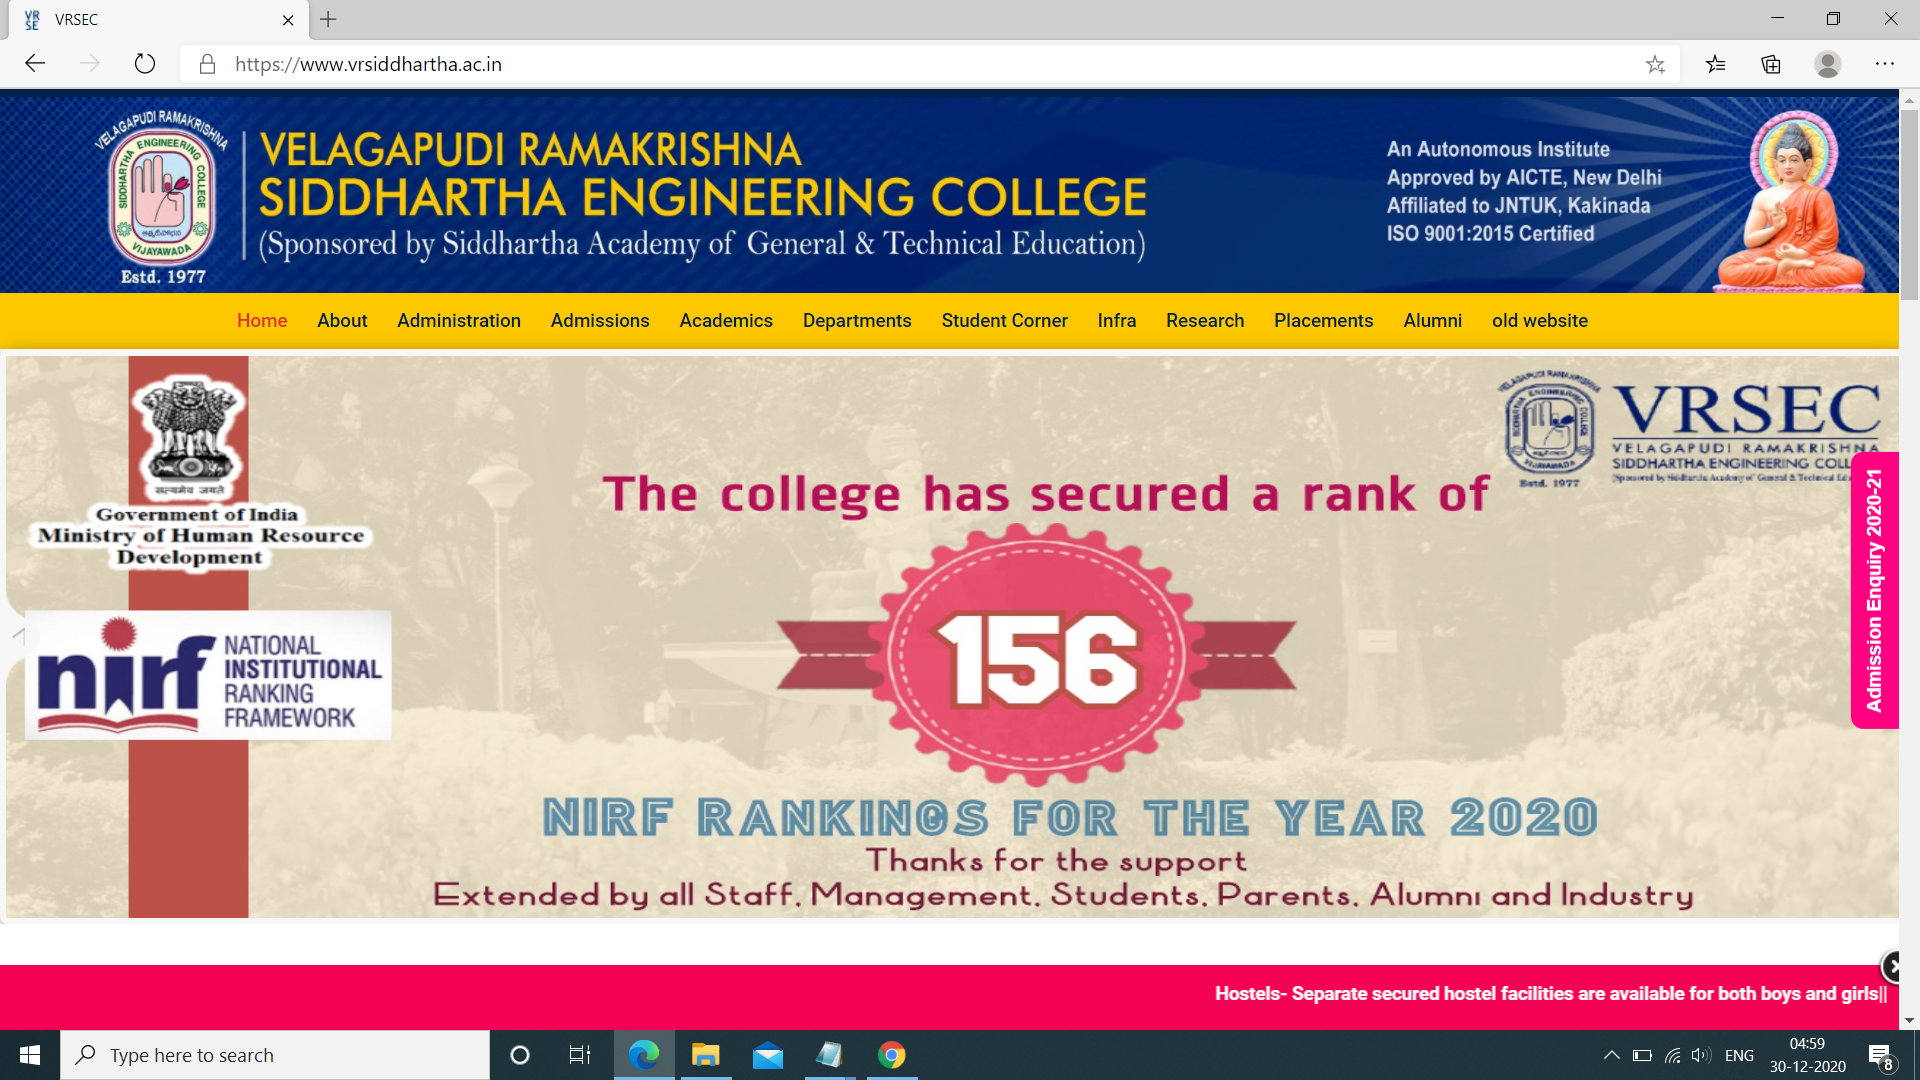 VRSEC
https://www.vrsiddhartha.ac.in
VELAGAPUDI RAMAKRISHNA
SIDDHARTHA ENGINEERING COLLEGE
VIJAYAWADA
Estd. 1977
VELAGAPUDI RAMAKRISHNA
SIDDHARTHA ENGINEERING COLLEGE
(Sponsored by Siddhartha Academy of General & Technical Education)
An Autonomous Institute
Approved by AICTE, New Delhi
Affiliated to JNTUK, Kakinada
ISO 9001:2015 Certified
Home About Administration Admissions Academics Departments Student Corner Infra Research Placements Alumni old website
सत्यमेव जयते
Government of India
Ministry of Human Resource
Development
nirf
NATIONAL
INSTITUTIONAL
RANKING
FRAMEWORK
The college has secured a rank of
156
NIRF RANKINGS FOR THE YEAR 2020
Thanks for the support
Extended by all Staff, Management, Students, Parents, Alumni and Industry
VELAGAPUDI RAMAKRISHNA
SIDDHARTHA ENGINEERING COLLEGE
VIJAYAWADA
Estd. 1977
VRSEC
VELAGAPUDI RAMAKRISHNA
SIDDHARTHA ENGINEERING COLL
Admission Enquiry 2020-21
Hostels- Separate secured hostel facilities are available for both boys and girls||
Type here to search
ENG
04:59
30-12-2020
8